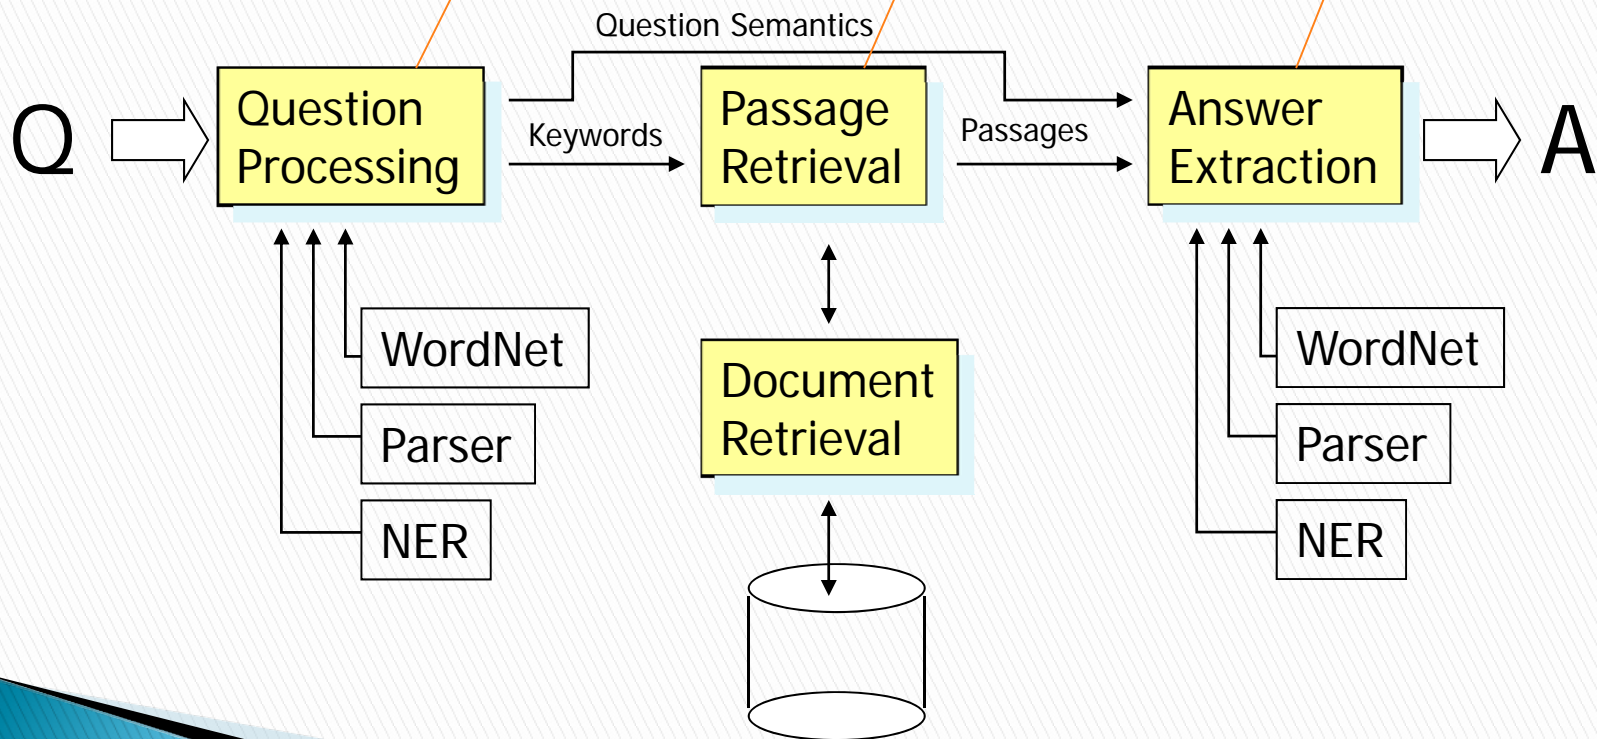 Question Semantics
Q
Question
Processing
Keywords
Passage
Retrieval
Passages
Answer
Extraction
A
WordNet
Parser
NER
Document
Retrieval
WordNet
Parser
NER